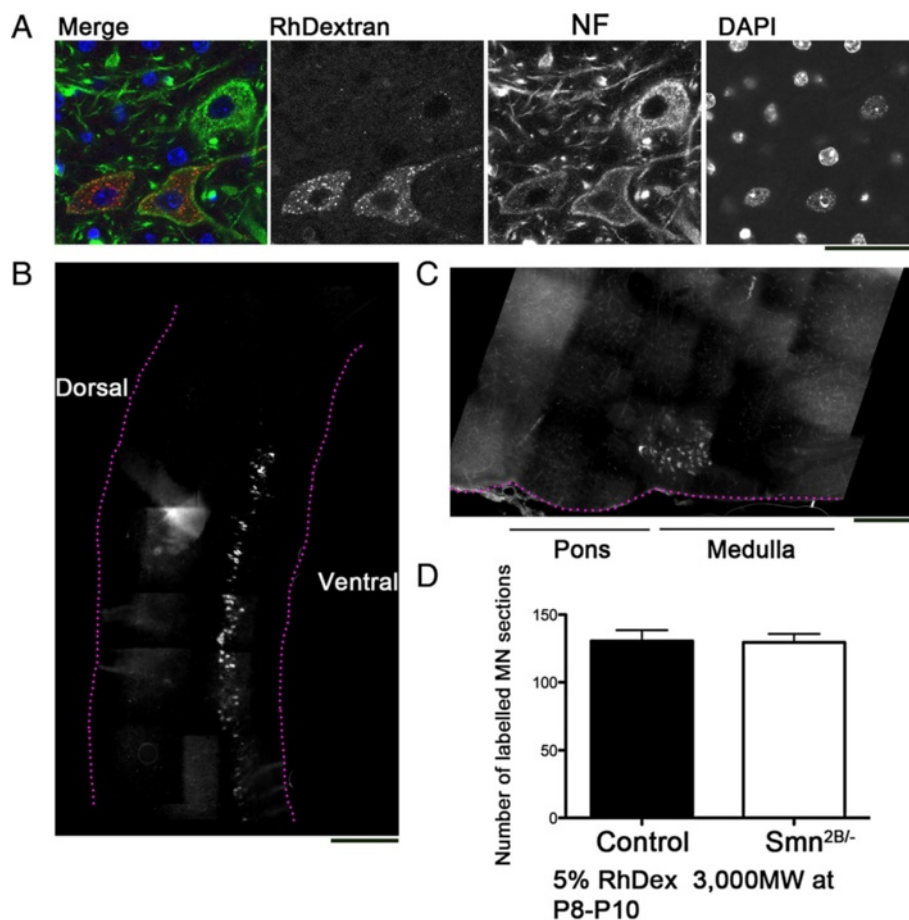 A
Merge
RhDextran
NF
DAPI
B
Dorsal
Ventral
C
Pons
Medulla
D
Number of labelled MN sections
150
100
50
0
Control
Smn2B/-
5% RhDex 3,000MW at
P8-P10